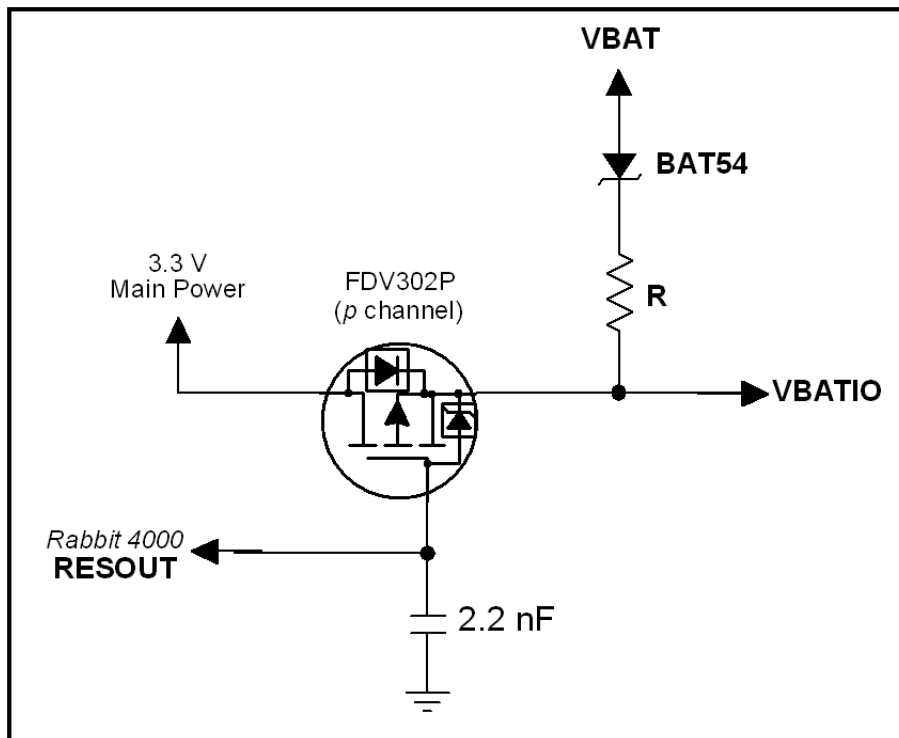 VBAT
BAT54
R
3.3 V
Main Power
FDV302P
(p channel)
VBATIO
Rabbit 4000
RESOUT
2.2 nF